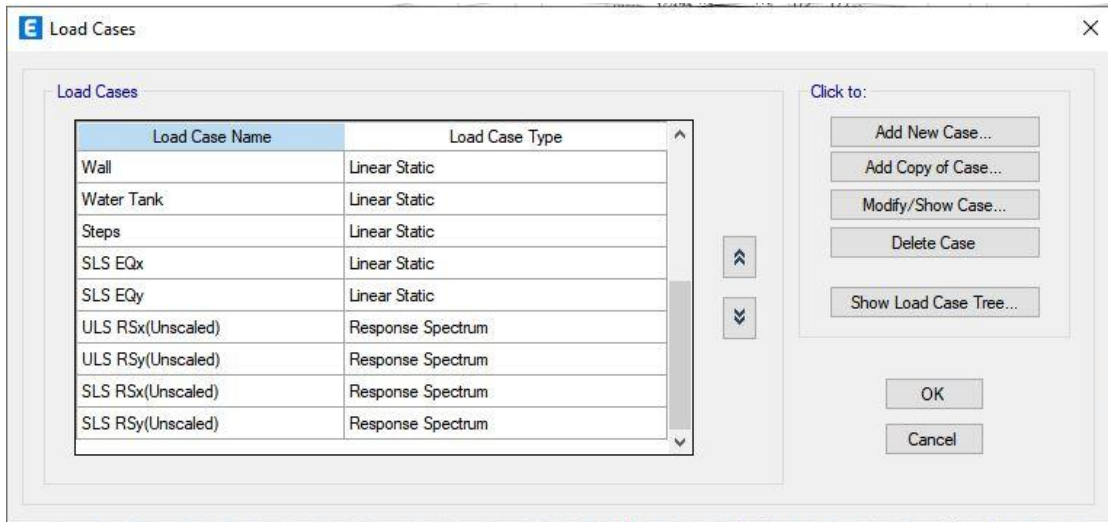 E Load Cases
Load Cases
Load Case Name Load Case Type
Wall Linear Static
Water Tank Linear Static
Steps Linear Static
SLS EQx Linear Static
SLS EQy Linear Static
ULS RSx(Unscaled) Response Spectrum
ULS RSy(Unscaled) Response Spectrum
SLS RSx(Unscaled) Response Spectrum
SLS RSy(Unscaled) Response Spectrum
Click to:
Add New Case...
Add Copy of Case...
Modify/Show Case...
Delete Case
Show Load Case Tree...
OK
Cancel